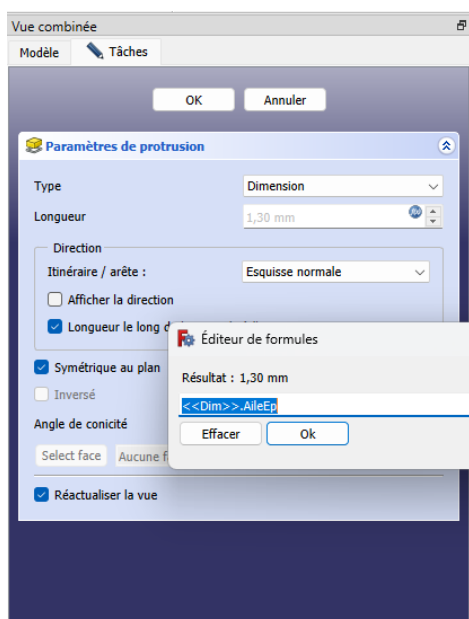 Vue combinée
Modèle Tâches
OK Annuler
Paramètres de protrusion
Type Dimension
Longueur 1,30 mm
Direction
Itinéraire / arête : Esquisse normale
Afficher la direction
Longueur le long
Éditeur de formules
Symétrique au plan
Résultat : 1,30 mm
Inversé
<<Dim>>.AileEp
Angle de conicité
Effacer Ok
Select face Aucune
Réactualiser la vue